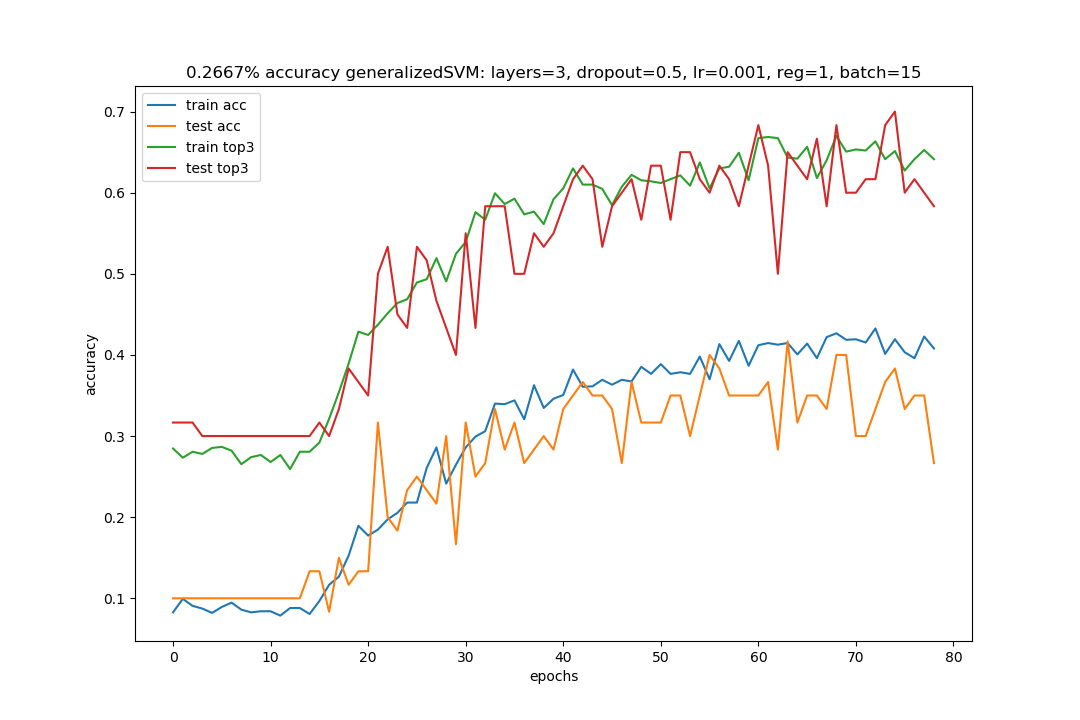 0.2667% accuracy generalizedSVM: layers=3, dropout=0.5, lr=0.001, reg=1, batch=15
train acc
test acc
train top3
test top3
0.7
0.6
0.5
0.4
0.3
0.2
0.1
accuracy
0 10 20 30 40 50 60 70 80
epochs